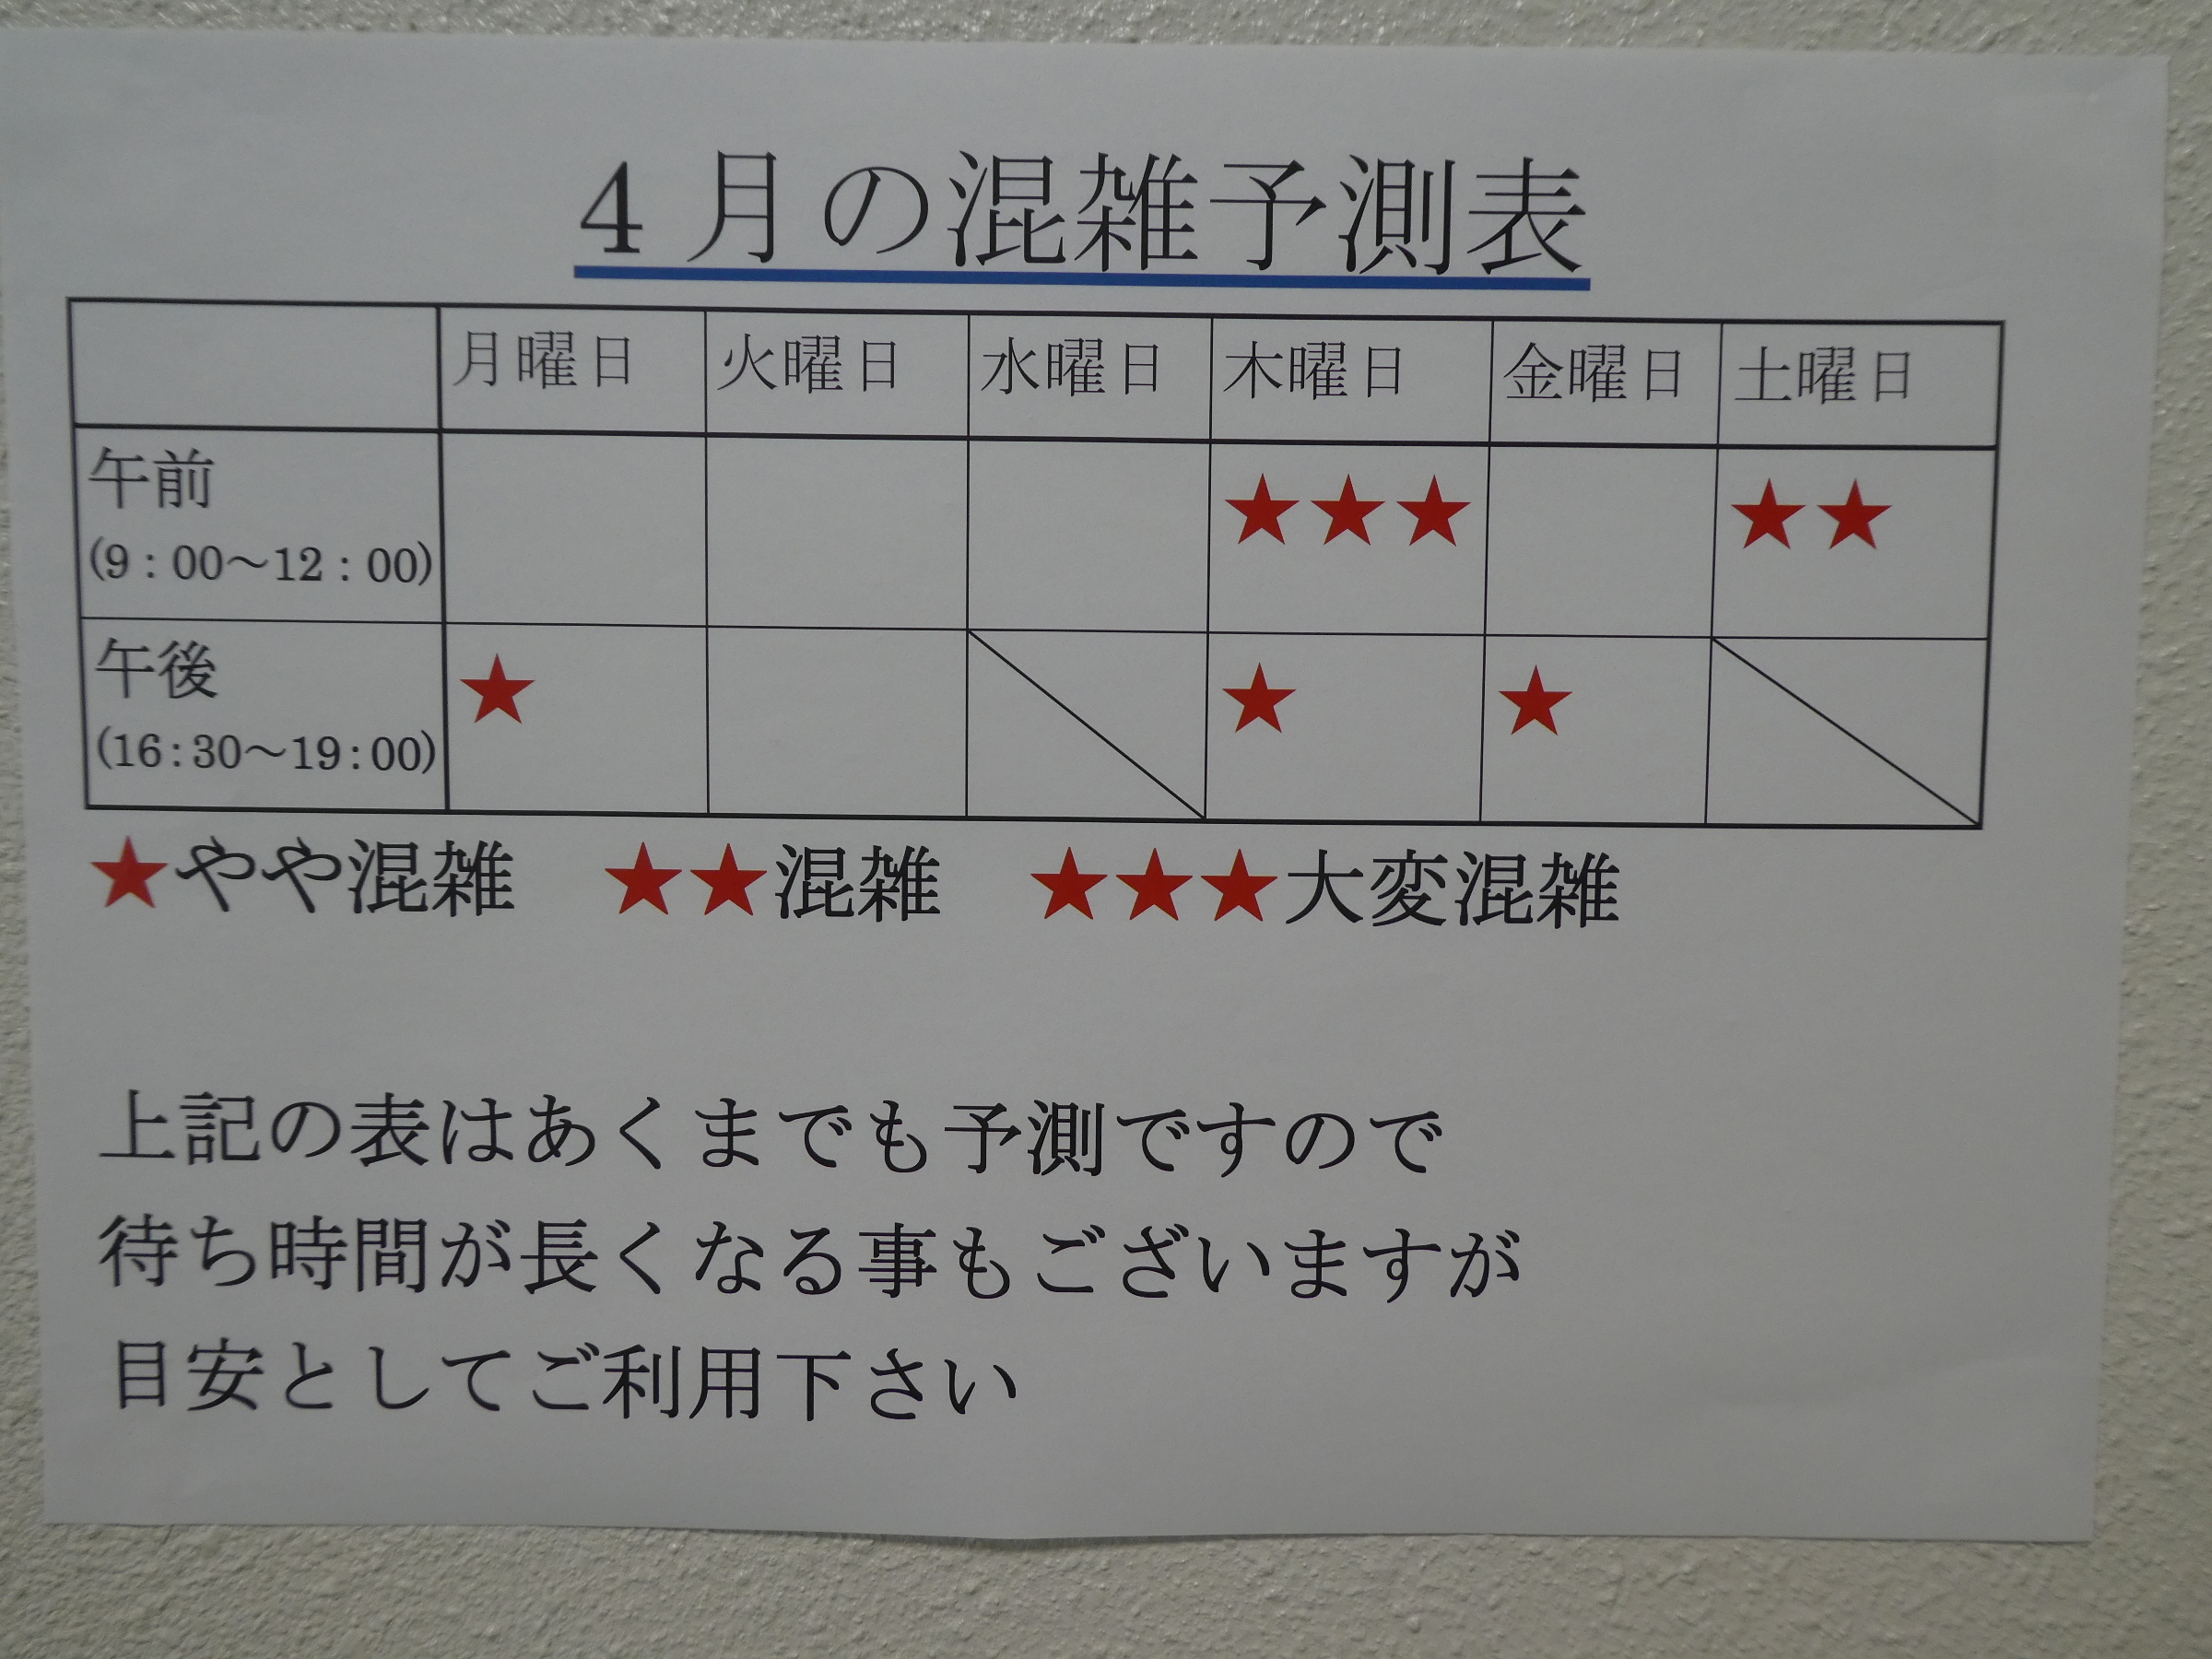 4月の混雑予測表
月曜日 火曜日 水曜日 木曜日 金曜日 土曜日
午前 ★★★ ★★
(9：00～12：00)
午後 ★ ★ ★
(16:30～19:00)
★やや混雑 ★★混雑 ★★★大変混雑
上記の表はあくまでも予測ですので
待ち時間が長くなる事もございますが
目安としてご利用下さい